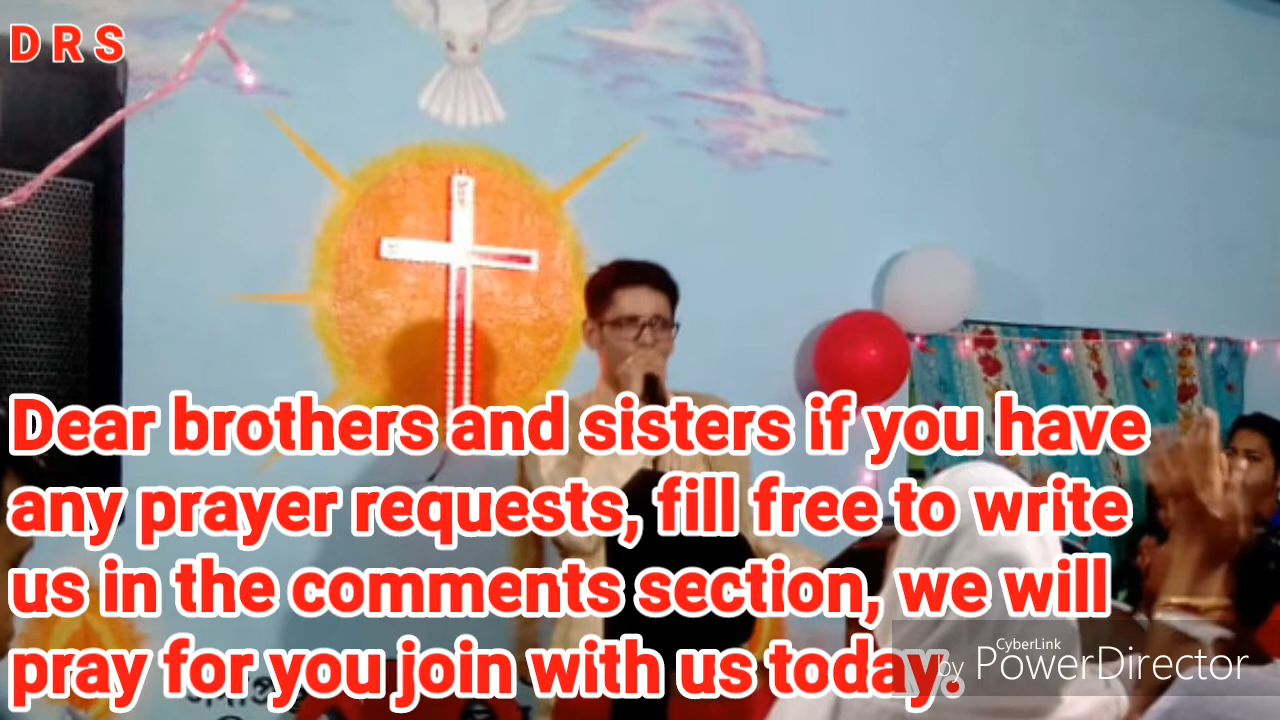 D R S
Dear brothers and sisters if you have
any prayer requests, fill free to write
us in the comments section, we will
pray for you join with us today.
CyberLink
by PowerDirector